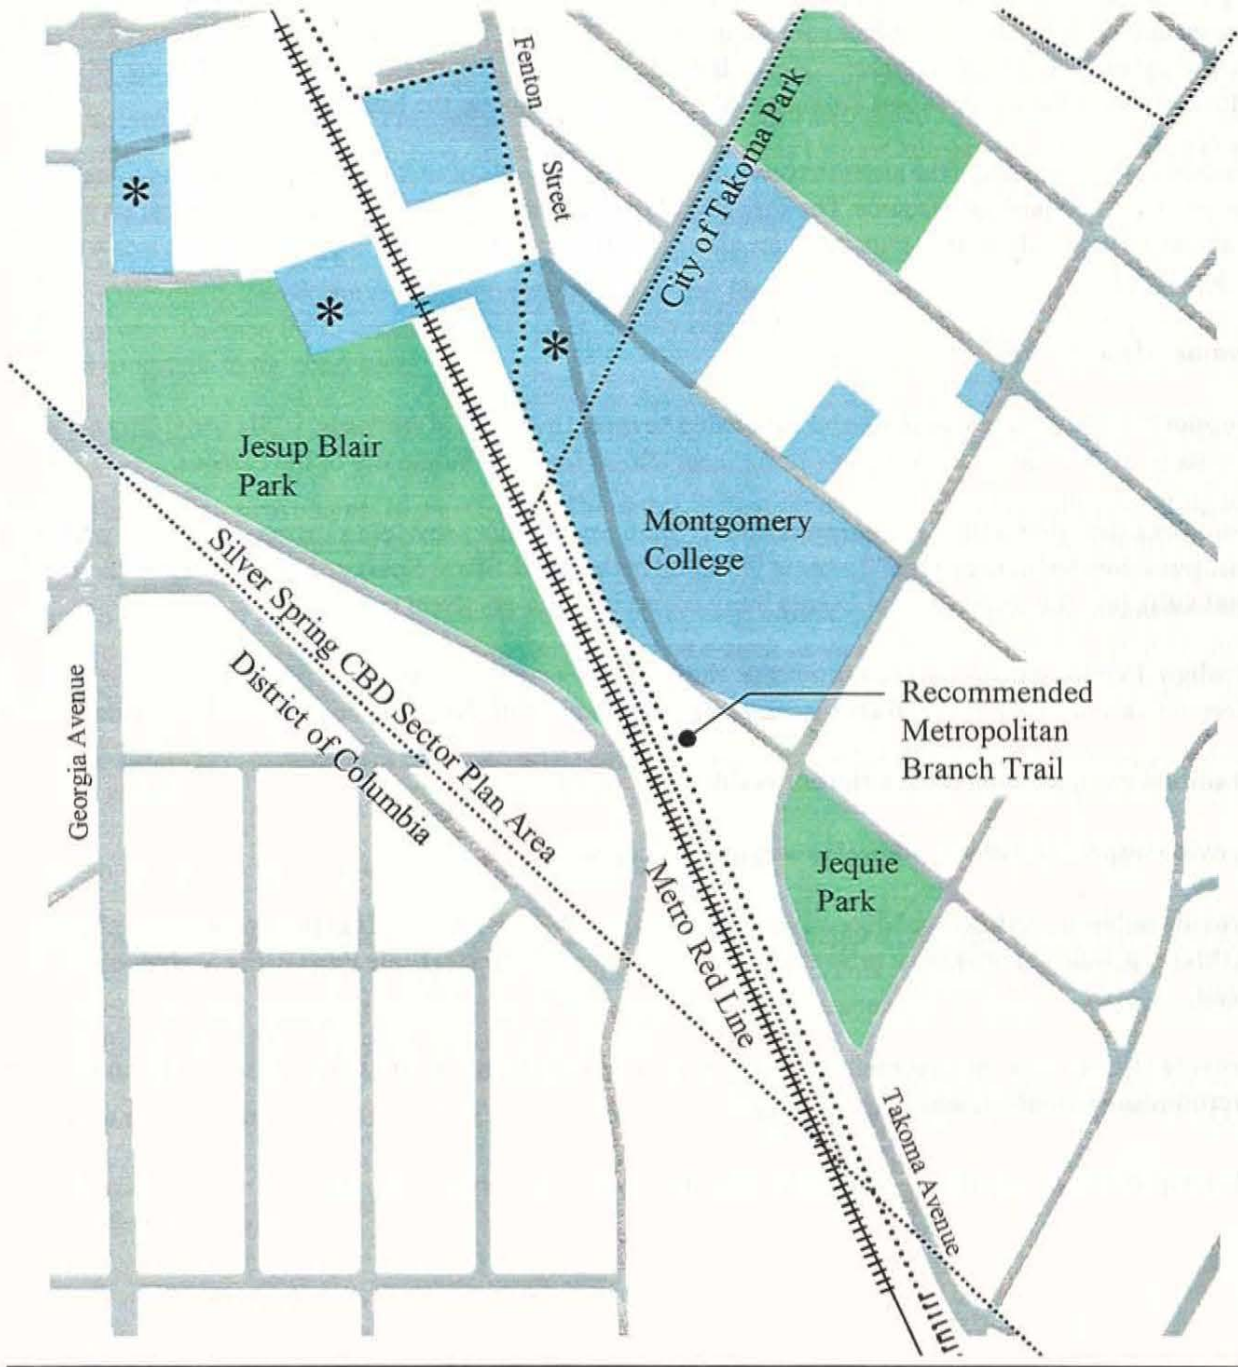 Fenton
Street
City of Takoma Park
*
*
*
Jesup Blair
Park
Montgomery
College
Silver Spring CBD Sector Plan Area
District of Columbia
Georgia Avenue
Recommended
Metropolitan
Branch Trail
Metro Red Line
Jequie
Park
Takoma Avenue